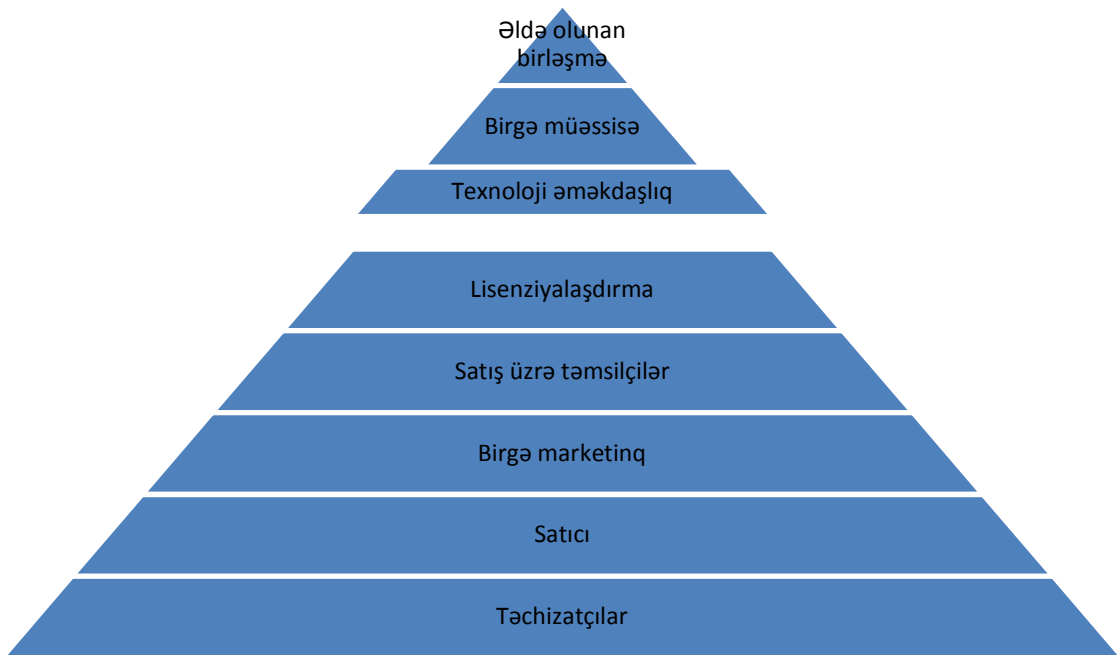 Əldə olunan
birləşmə
Birgə müəssisə
Texnoloji əməkdaşlıq
Lisenziyalaşdırma
Satış üzrə təmsilçilər
Birgə marketinq
Satıcı
Təchizatçılar